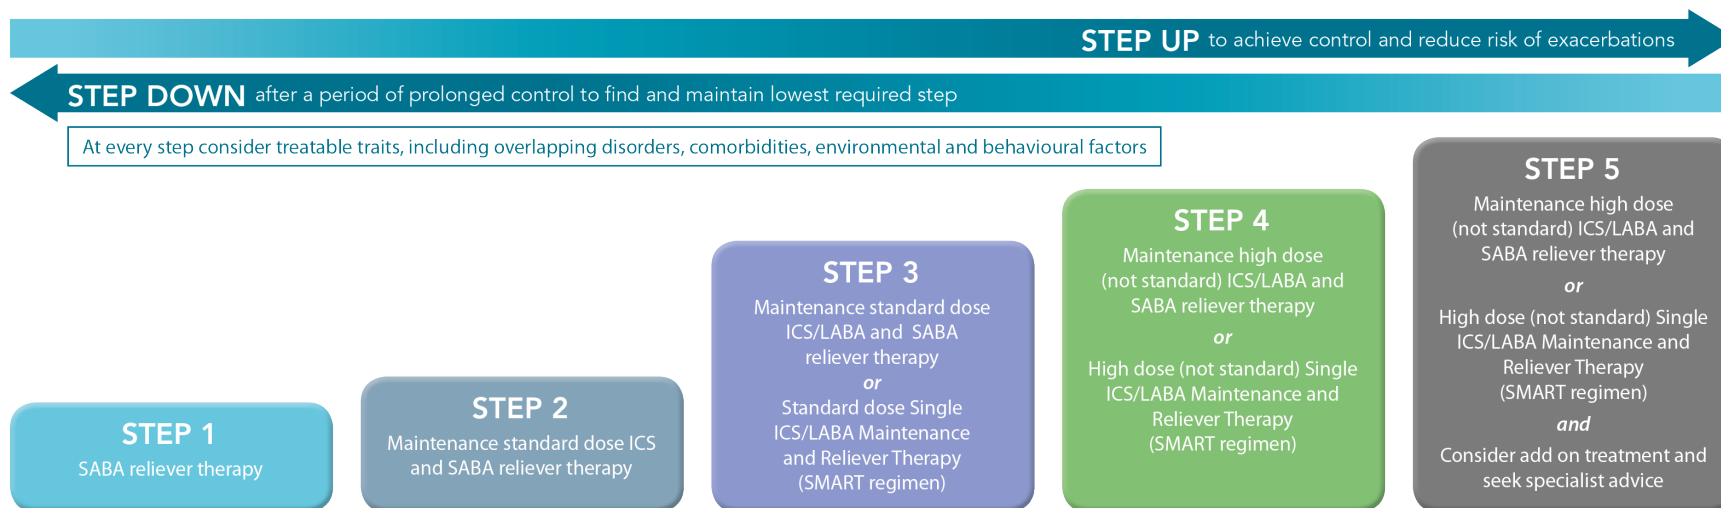 STEP UP to achieve control and reduce risk of exacerbations
STEP DOWN after a period of prolonged control to find and maintain lowest required step
At every step consider treatable traits, including overlapping disorders, comorbidities, environmental and behavioural factors
STEP 1
SABA reliever therapy
STEP 2
Maintenance standard dose ICS
and SABA reliever therapy
STEP 3
Maintenance standard dose
ICS/LABA and SABA
reliever therapy
or
Standard dose Single
ICS/LABA Maintenance
and Reliever Therapy
(SMART regimen)
STEP 4
Maintenance high dose
(not standard) ICS/LABA and
SABA reliever therapy
or
High dose (not standard) Single
ICS/LABA Maintenance and
Reliever Therapy
(SMART regimen)
STEP 5
Maintenance high dose
(not standard) ICS/LABA and
SABA reliever therapy
or
High dose (not standard) Single
ICS/LABA Maintenance and
Reliever Therapy
(SMART regimen)
and
Consider add on treatment and
seek specialist advice